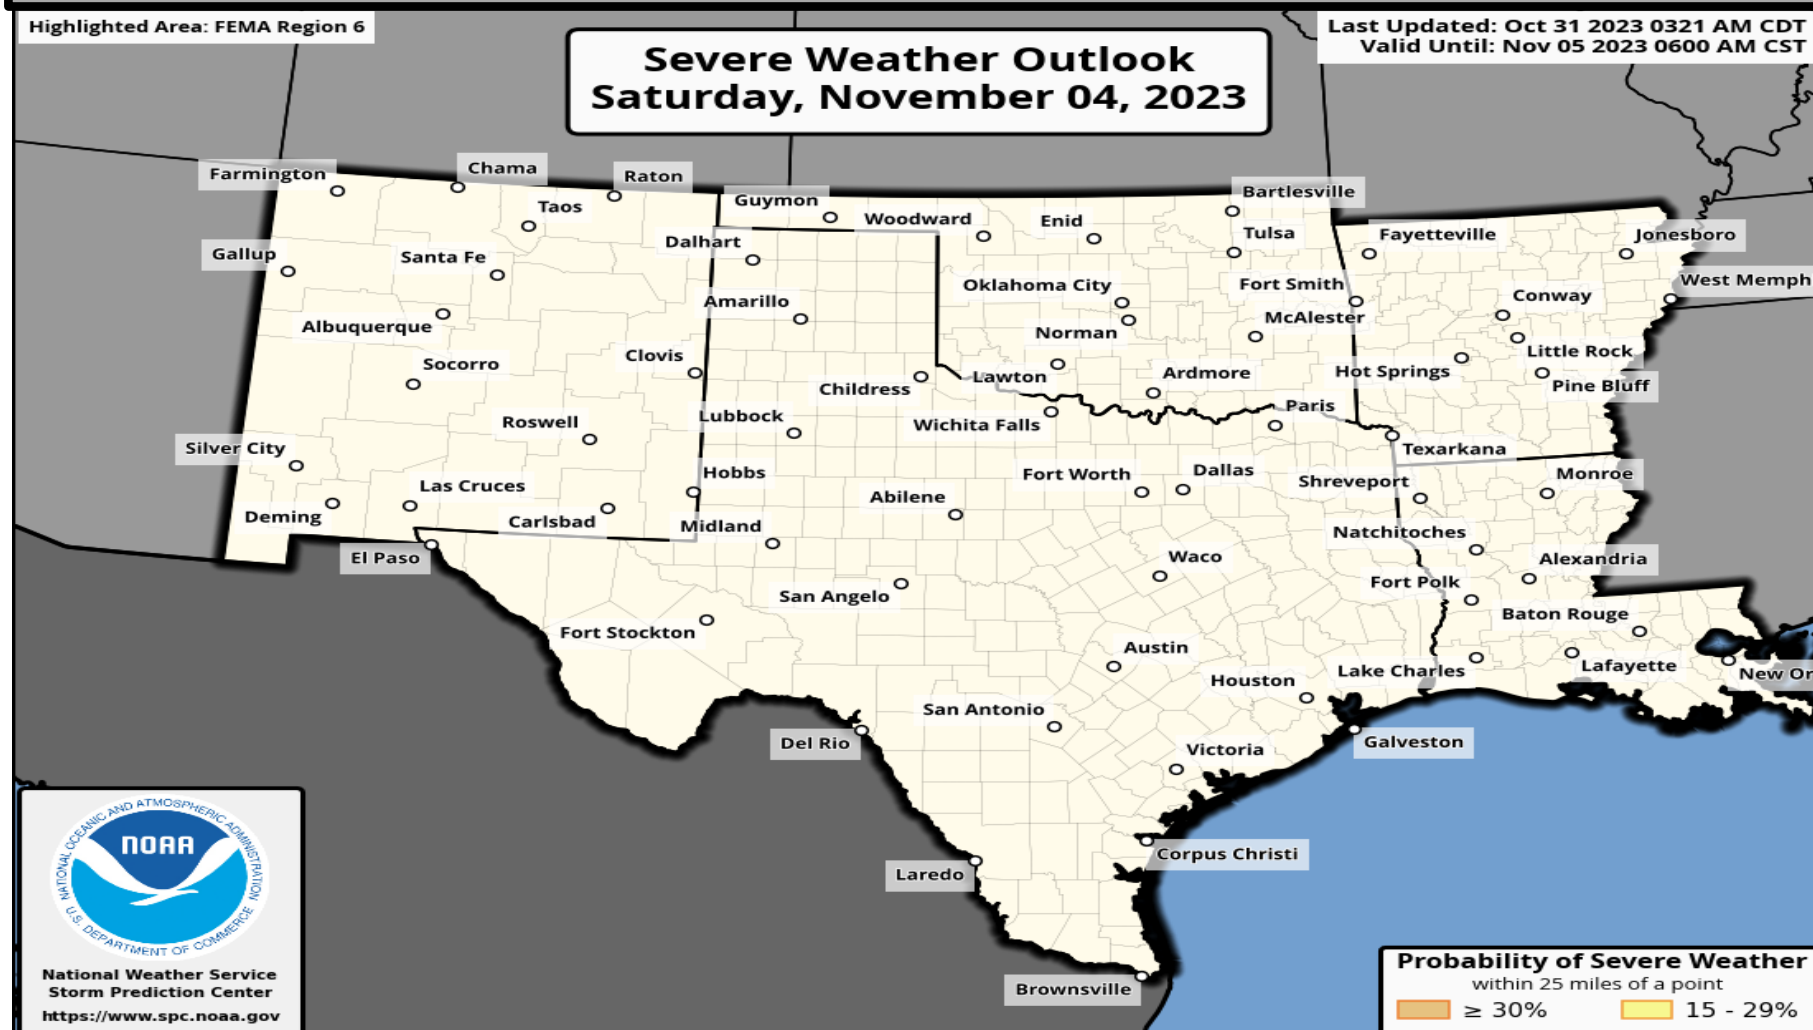 Highlighted Area: FEMA Region 6
Severe Weather Outlook
Saturday, November 04, 2023
Last Updated: Oct 31 2023 0321 AM CDT
Valid Until: Nov 05 2023 0600 AM CST
Farmington
Chama
Raton
Taos
Guymon
Woodward
Enid
Bartlesville
Tulsa
Fayetteville
Jonesboro
Gallup
Santa Fe
Dalhart
Oklahoma City
Fort Smith
Conway
West Memph
Albuquerque
Amarillo
Norman
McAlester
Little Rock
Socorro
Clovis
Childress
Lawton
Ardmore
Hot Springs
Pine Bluff
Roswell
Lubbock
Wichita Falls
Paris
Texarkana
Silver City
Las Cruces
Hobbs
Abilene
Fort Worth
Dallas
Shreveport
Monroe
Deming
Carlsbad
Midland
Natchitoches
El Paso
Waco
Alexandria
San Angelo
Fort Polk
Fort Stockton
Baton Rouge
Austin
Lake Charles
Lafayette
New Or
Houston
San Antonio
Del Rio
Victoria
Galveston
Laredo
Corpus Christi
Brownsville
NATIONAL OCEANIC AND ATMOSPHERIC ADMINISTRATION
NOAA
U.S. DEPARTMENT OF COMMERCE
National Weather Service
Storm Prediction Center
https://www.spc.noaa.gov
Probability of Severe Weather
within 25 miles of a point
≥ 30%
15 - 29%